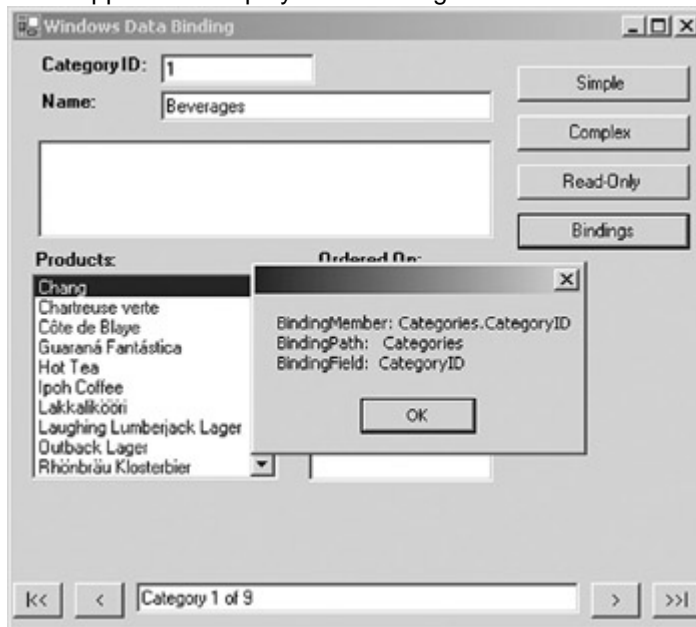 Windows Data Binding
Category ID: 1
Simple
Name: Beverages
Complex
Read-Only
Bindings
Products:
Ordered On:
Chang
Chartreuse verte
Côte de Blaye
Guaraná Fantástica
Hot Tea
Ipoh Coffee
Lakkalikööri
Laughing Lumberjack Lager
Outback Lager
Rhönbräu Klosterbier
BindingMember: Categories.CategoryID
BindingPath: Categories
BindingField: CategoryID
OK
|<<
<
Category 1 of 9
>
>>|